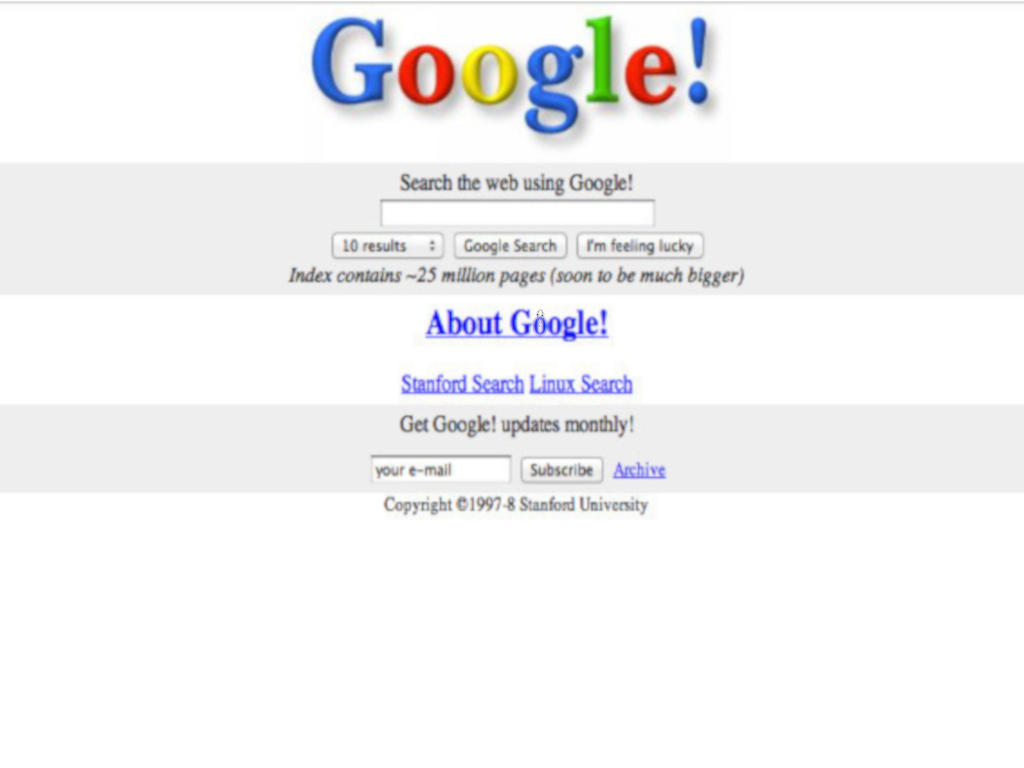 Google!
Search the web using Google!
10 results Google Search I'm feeling lucky
Index contains ~25 million pages (soon to be much bigger)
About Google!
Stanford Search Linux Search
Get Google! updates monthly!
your e-mail Subscribe Archive
Copyright ©1997-8 Stanford University